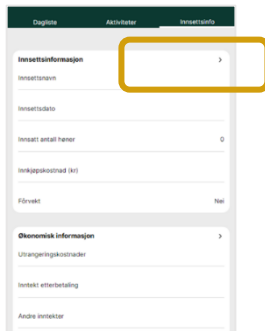 Dagliste Aktiviteter Innsettsinfo
Innsettsinformasjon
Innsettsnavn
Innsettsdato
Innsatt antall høner 0
Innkjøpskostnad (kr)
Fôrvekt Nei
Økonomisk informasjon
Utrangeringskostnader
Inntekt etterbetaling
Andre inntektar